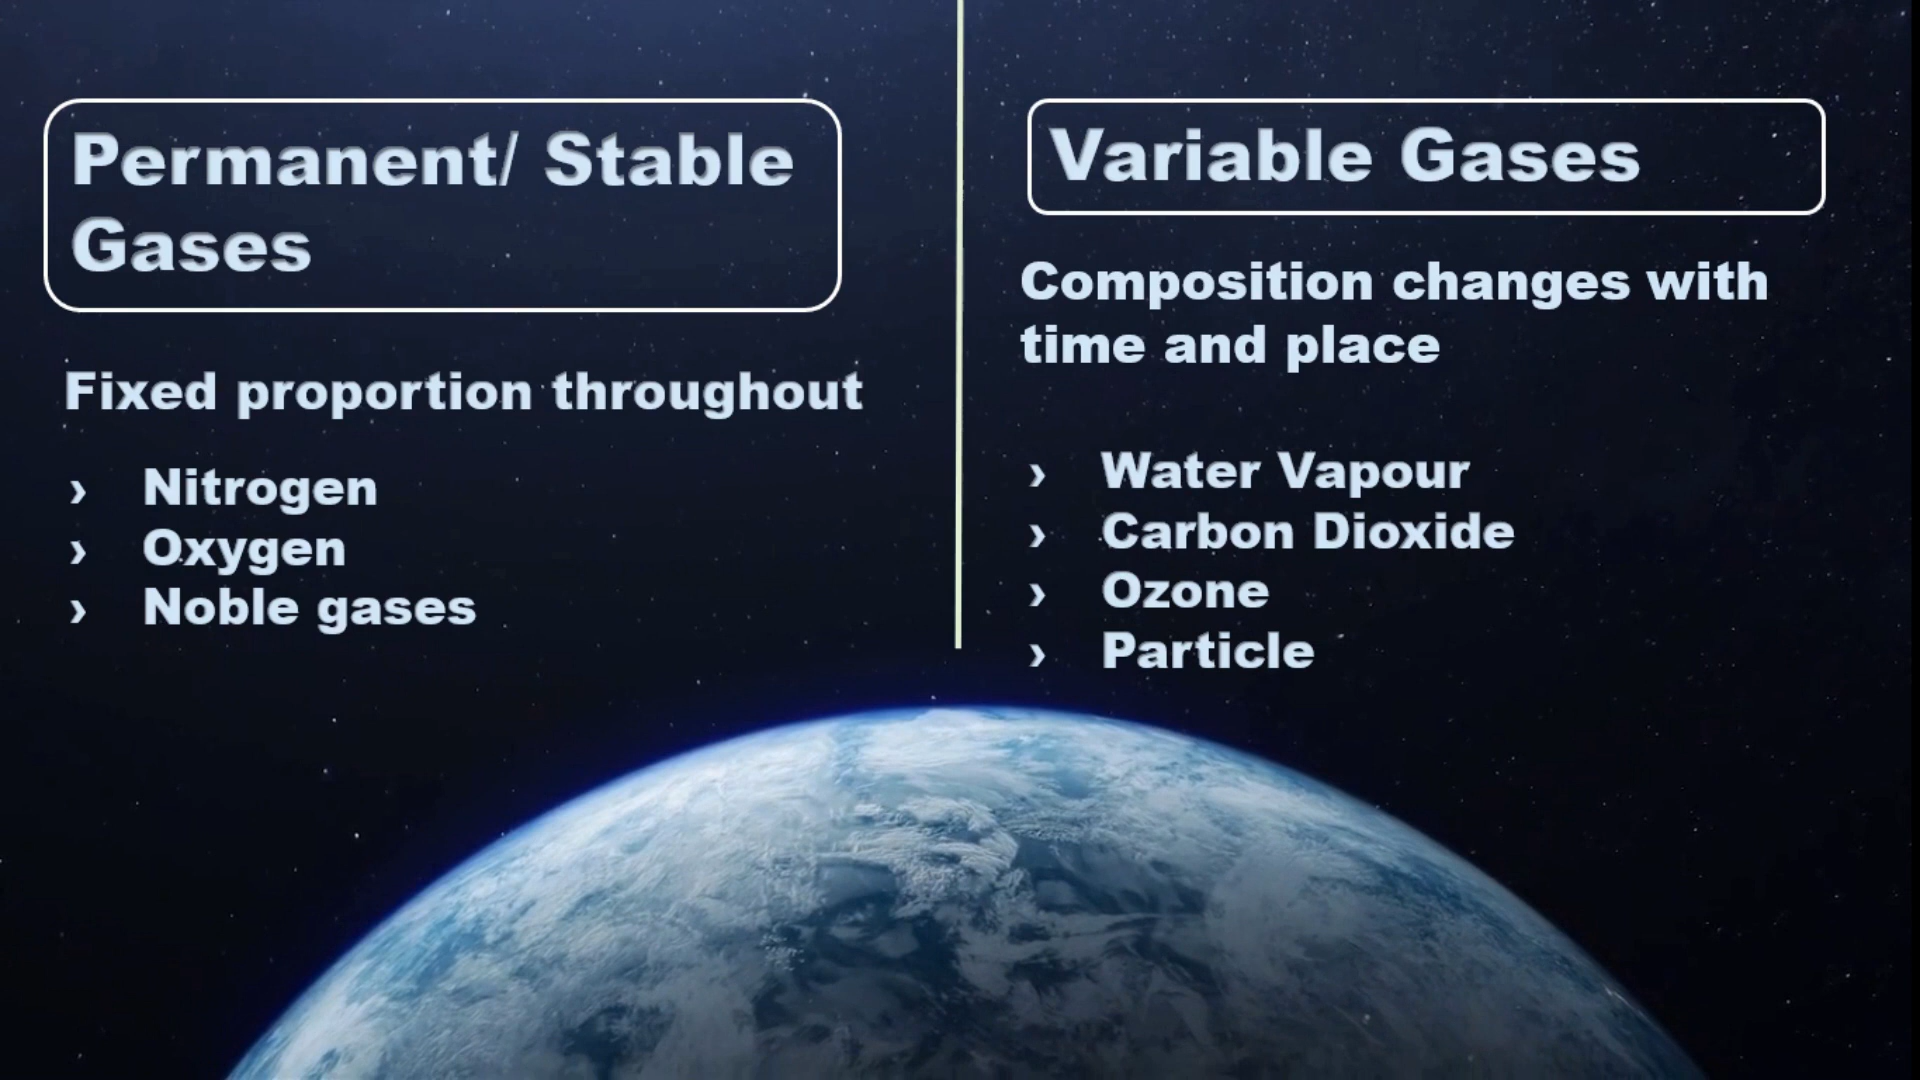 Permanent/ Stable
Gases
Fixed proportion throughout
› Nitrogen
› Oxygen
› Noble gases
Variable Gases
Composition changes with
time and place
› Water Vapour
› Carbon Dioxide
› Ozone
› Particle